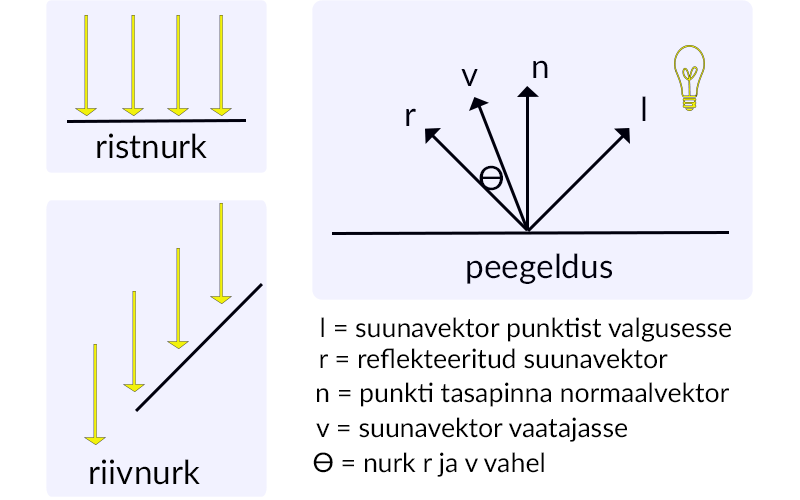 ristnurk
riivnurk
r
v
n
l
Ɵ
peegeldus
l = suunavektor punktist valgusesse
r = reflekteeritud suunavektor
n = punkti tasapinna normaalvektor
v = suunavektor vaatajasse
Ɵ = nurk r ja v vahel